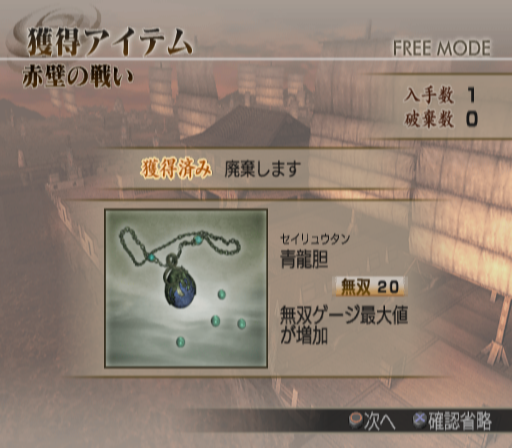 獲得アイテム
FREE MODE
赤壁の戦い
入手数 1
破棄数 0
獲得済み 廃棄します
セイリュウタン
青龍胆
無双 20
無双ゲージ最大値
が増加
次へ 確認省略